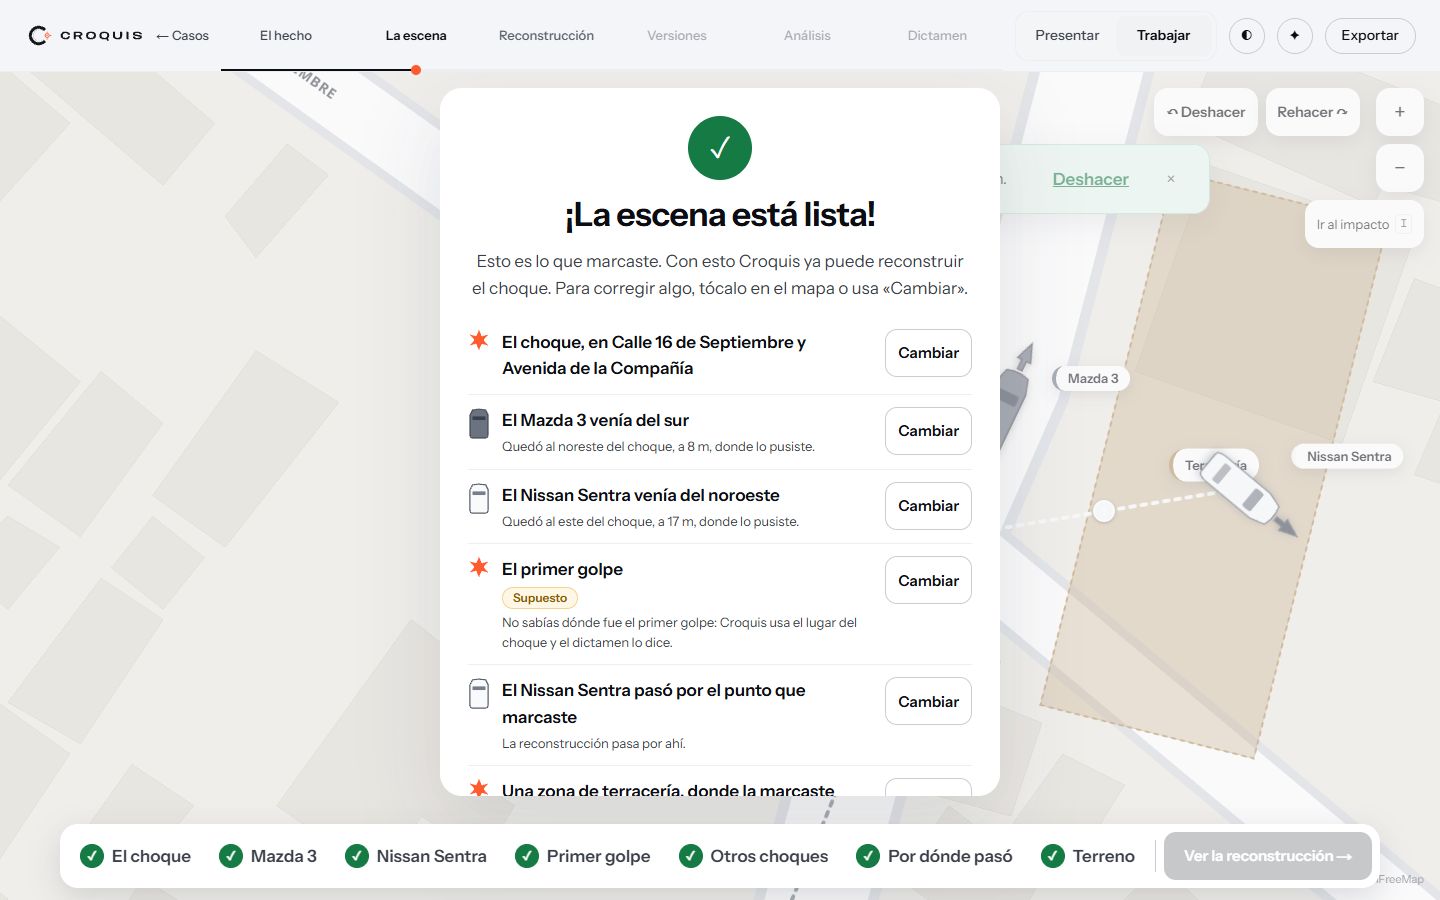 CROQUIS
← Casos
El hecho
La escena
Reconstrucción
Versiones
Análisis
Dictamen
Presentar
Trabajar
Exportar
Deshacer
Rehacer
+
−
Ir al impacto I
Deshacer ×
¡La escena está lista!
Esto es lo que marcaste. Con esto Croquis ya puede reconstruir
el choque. Para corregir algo, tócalo en el mapa o usa «Cambiar».
El choque, en Calle 16 de Septiembre y
Avenida de la Compañía
Cambiar
El Mazda 3 venía del sur
Quedó al noreste del choque, a 8 m, donde lo pusiste.
Cambiar
El Nissan Sentra venía del noroeste
Quedó al este del choque, a 17 m, donde lo pusiste.
Cambiar
El primer golpe
Supuesto
No sabías dónde fue el primer golpe: Croquis usa el lugar del
choque y el dictamen lo dice.
Cambiar
El Nissan Sentra pasó por el punto que
marcaste
La reconstrucción pasa por ahí.
Cambiar
Una zona de terracería, donde la marcaste
Mazda 3
Nissan Sentra
El choque
Mazda 3
Nissan Sentra
Primer golpe
Otros choques
Por dónde pasó
Terreno
Ver la reconstrucción →
FreeMap